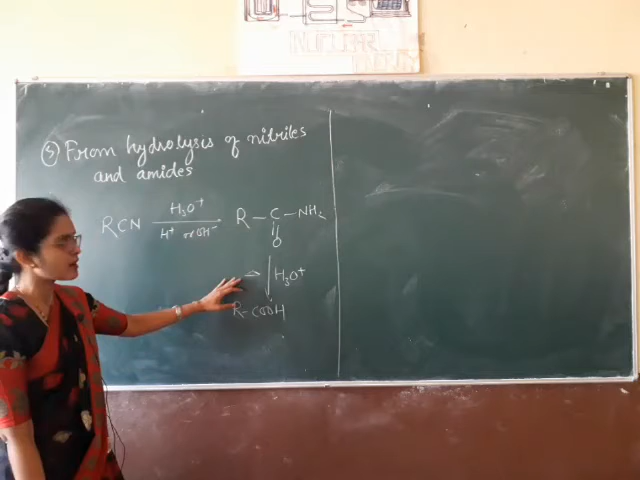 3) From hydrolysis of nitriles
and amides
H₃O⁺
RCN R – C – NH₂
H⁺ or OH⁻
O
H₃O⁺
R – COOH